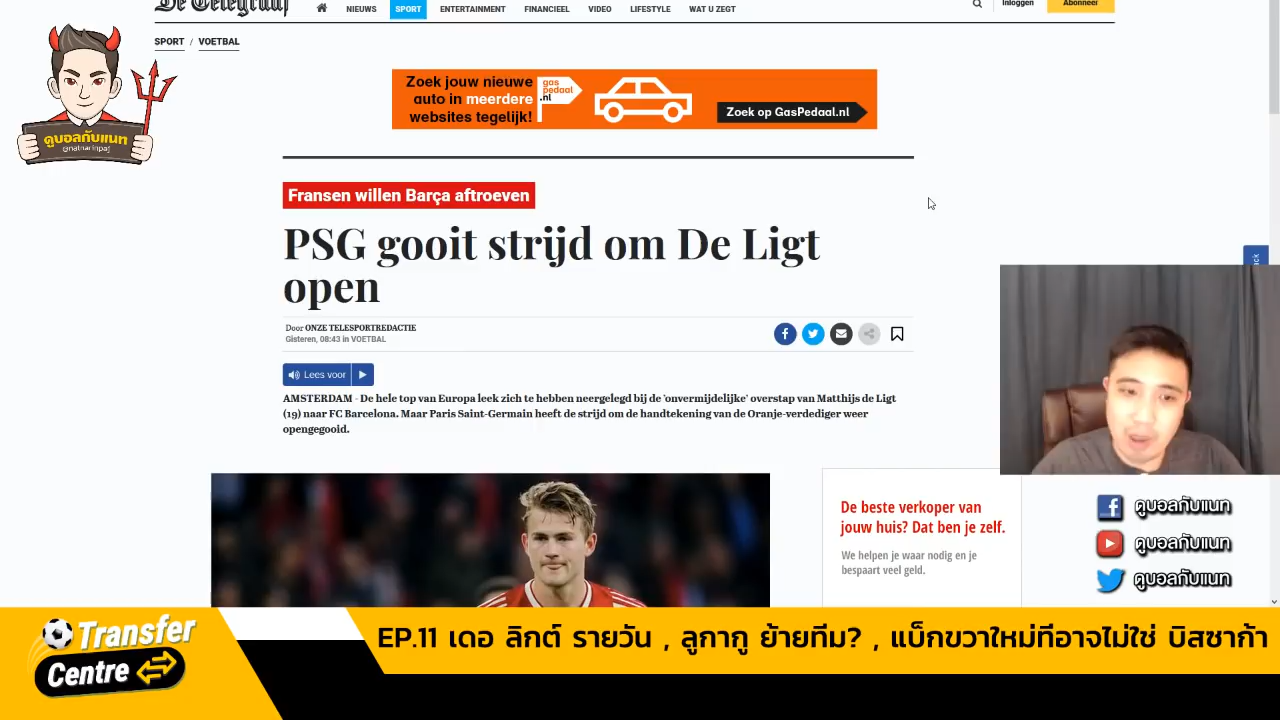 De Telegraaf
NIEUWS SPORT ENTERTAINMENT FINANCIEEL VIDEO LIFESTYLE WAT U ZEGT
Inloggen
Abonneer
SPORT / VOETBAL
Zoek jouw nieuwe
auto in meerdere
websites tegelijk!
gas
pedaal
.nl
Zoek op GasPedaal.nl
ดูบอลกับแนท
@natnarinpaj
Fransen willen Barça aftroeven
PSG gooit strijd om De Ligt
open
Door ONZE TELESPORTREDACTIE
Gisteren, 08:43 in VOETBAL
Lees voor
AMSTERDAM - De hele top van Europa leek zich te hebben neergelegd bij de 'onvermijdelijke' overstap van Matthijs de Ligt
(19) naar FC Barcelona. Maar Paris Saint-Germain heeft de strijd om de handtekening van de Oranje-verdediger weer
opengegooid.
De beste verkoper van
jouw huis? Dat ben je zelf.
We helpen je waar nodig en je
bespaart veel geld.
ดูบอลกับแนท
ดูบอลกับแนท
ดูบอลกับแนท
Transfer
Centre
EP.11 เดอ ลิกต์ รายวัน , ลูกากู ย้ายทีม? , แบ็กขวาใหม่ที่อาจไม่ใช่ บิสซาก้า